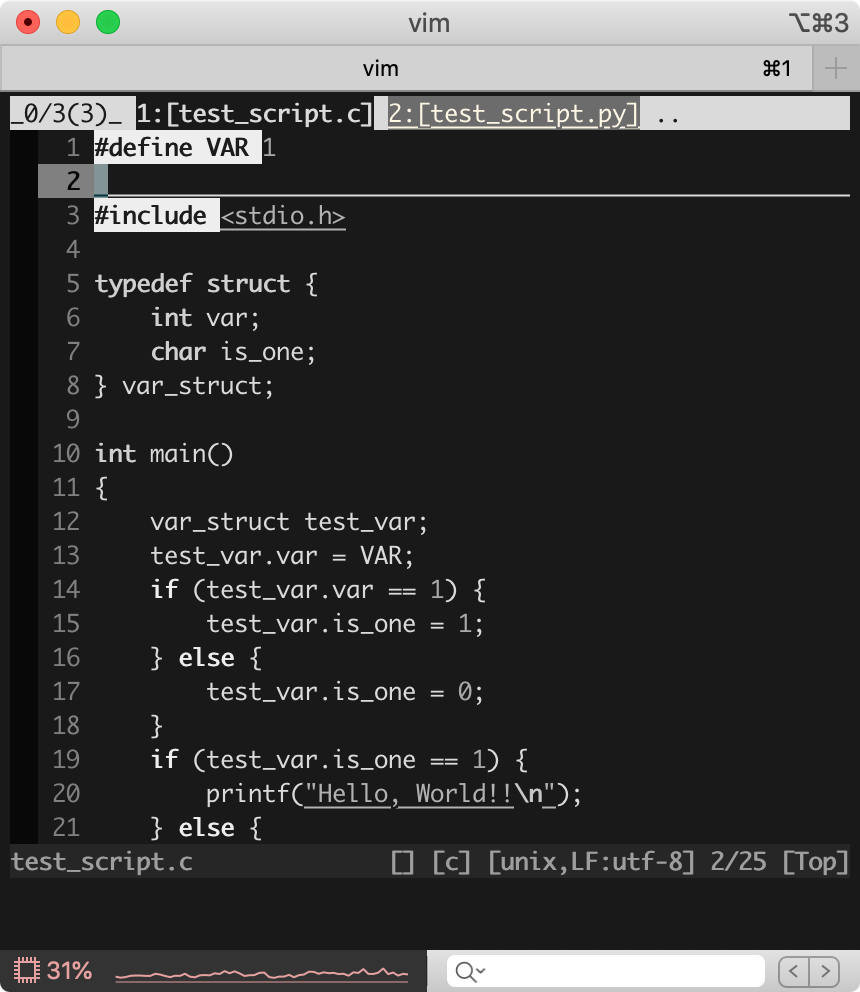 vim
⌥⌘3
vim
⌘1
_0/3(3)_ 1:[test_script.c] 2:[test_script.py] ..
1 #define VAR 1
2
3 #include <stdio.h>
4
5 typedef struct {
6     int var;
7     char is_one;
8 } var_struct;
9
10 int main()
11 {
12     var_struct test_var;
13     test_var.var = VAR;
14     if (test_var.var == 1) {
15         test_var.is_one = 1;
16     } else {
17         test_var.is_one = 0;
18     }
19     if (test_var.is_one == 1) {
20         printf("Hello, World!!\n");
21     } else {
test_script.c [] [c] [unix,LF:utf-8] 2/25 [Top]
31%